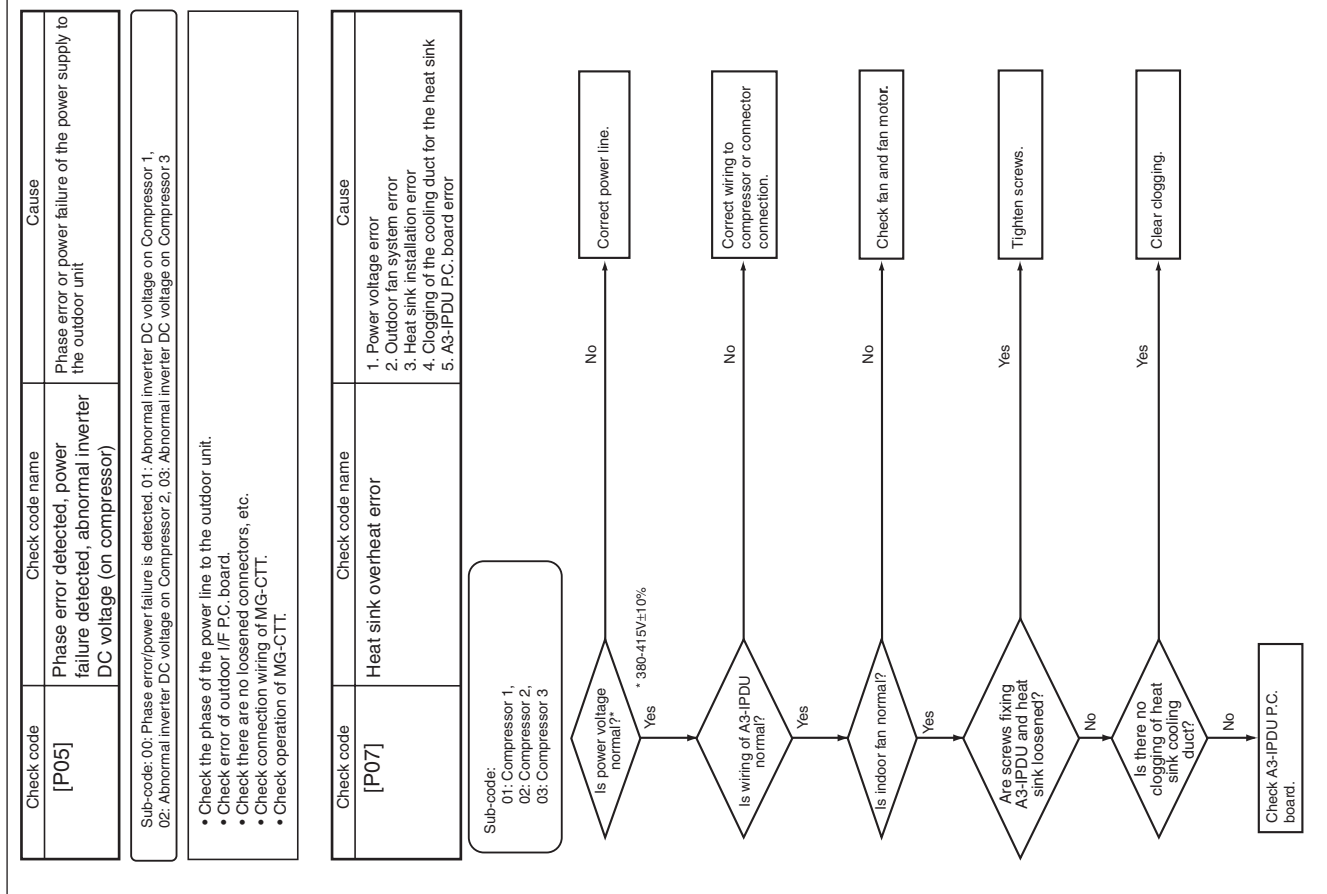 Check code
Check code name
Cause
[P05]
Phase error detected, power
failure detected, abnormal inverter
DC voltage (on compressor)
Phase error or power failure of the power supply to
the outdoor unit
Sub-code: 00: Phase error/power failure is detected. 01: Abnormal inverter DC voltage on Compressor 1,
02: Abnormal inverter DC voltage on Compressor 2, 03: Abnormal inverter DC voltage on Compressor 3
• Check the phase of the power line to the outdoor unit.
• Check error of outdoor I/F P.C. board.
• Check there are no loosened connectors, etc.
• Check connection wiring of MG-CTT.
• Check operation of MG-CTT.
Check code
Check code name
Cause
[P07]
Heat sink overheat error
1. Power voltage error
2. Outdoor fan system error
3. Heat sink installation error
4. Clogging of the cooling duct for the heat sink
5. A3-IPDU P.C. board error
Sub-code:
01: Compressor 1,
02: Compressor 2,
03: Compressor 3
Is power voltage
normal?*
* 380-415V±10%
No
Correct power line.
Yes
Is wiring of A3-IPDU
normal?
No
Correct wiring to
compressor or connector
connection.
Yes
Is indoor fan normal?
No
Check fan and fan motor.
Yes
Are screws fixing
A3-IPDU and heat
sink loosened?
Yes
Tighten screws.
No
Is there no
clogging of heat
sink cooling
duct?
Yes
Clear clogging.
No
Check A3-IPDU P.C.
board.